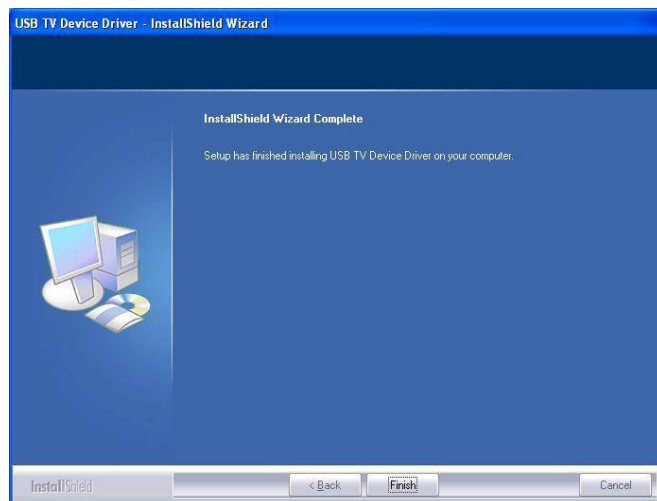 USB TV Device Driver - InstallShield Wizard
InstallShield Wizard Complete
Setup has finished installing USB TV Device Driver on your computer.
InstallShield
< Back
Finish
Cancel